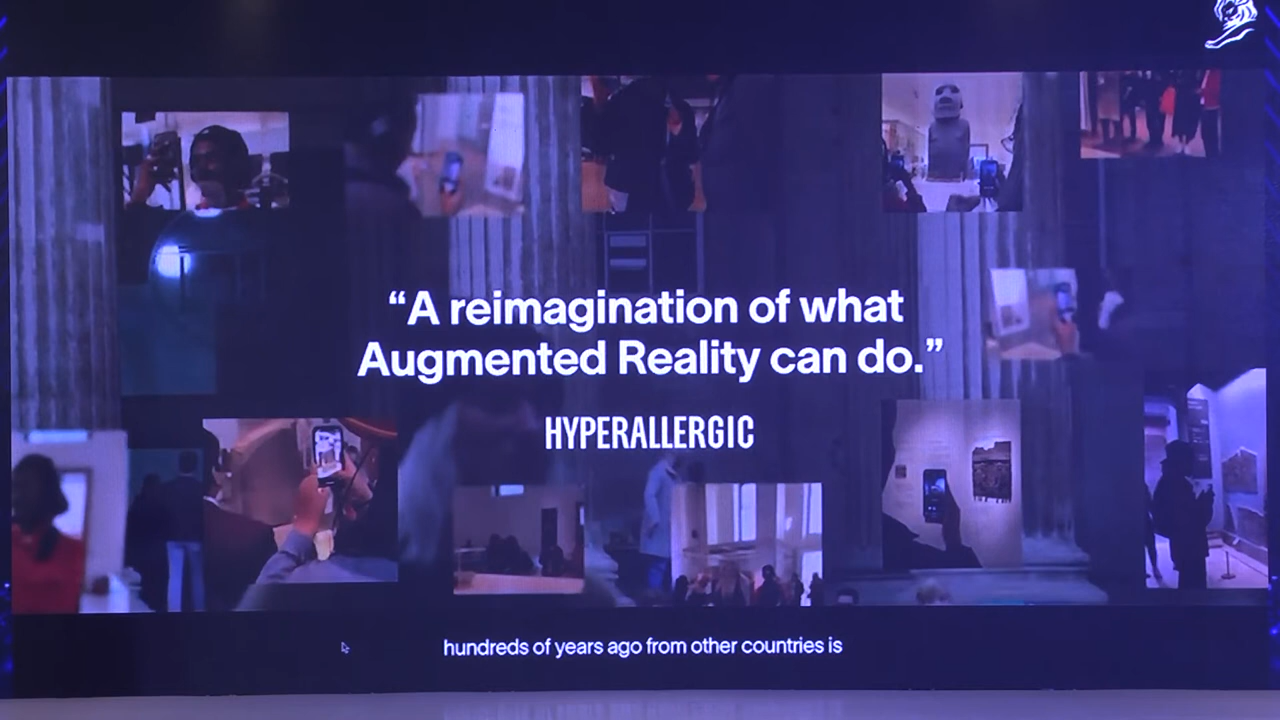 “A reimagination of what
Augmented Reality can do.”
HYPERALLERGIC
hundreds of years ago from other countries is